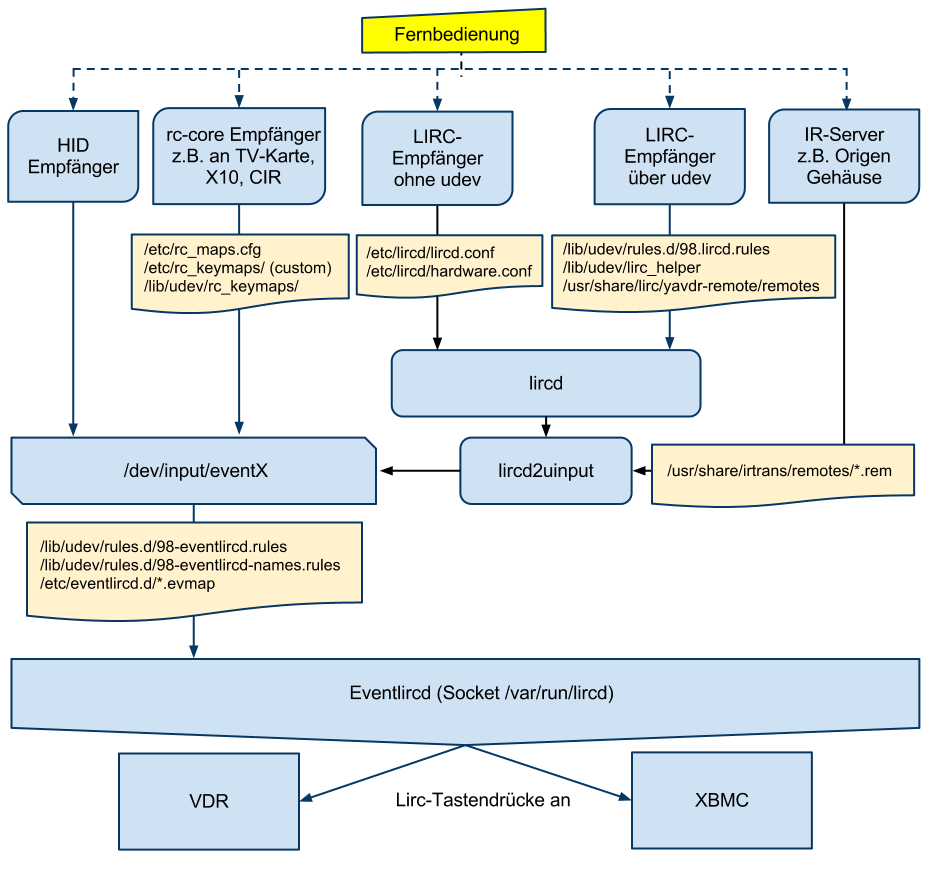 Fernbedienung
HID
Empfänger
rc-core Empfänger
z.B. an TV-Karte,
X10, CIR
LIRC-
Empfänger
ohne udev
LIRC-
Empfänger
über udev
IR-Server
z.B. Origen
Gehäuse
/etc/rc_maps.cfg
/etc/rc_keymaps/ (custom)
/lib/udev/rc_keymaps/
/etc/lircd/lircd.conf
/etc/lircd/hardware.conf
/lib/udev/rules.d/98.lircd.rules
/lib/udev/lirc_helper
/usr/share/lirc/yavdr-remote/remotes
lircd
/dev/input/eventX
lircd2uinput
/usr/share/irtrans/remotes/*.rem
/lib/udev/rules.d/98-eventlircd.rules
/lib/udev/rules.d/98-eventlircd-names.rules
/etc/eventlircd.d/*.evmap
Eventlircd (Socket /var/run/lircd)
VDR
Lirc-Tastendrücke an
XBMC